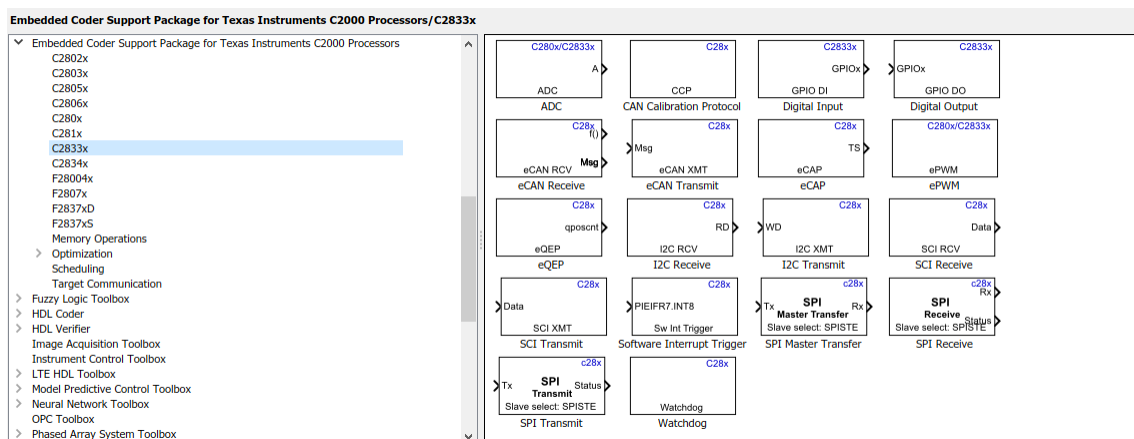 Embedded Coder Support Package for Texas Instruments C2000 Processors/C2833x
Embedded Coder Support Package for Texas Instruments C2000 Processors
C2802x
C2803x
C2805x
C2806x
C280x
C281x
C2833x
C2834x
F28004x
F2807x
F2837xD
F2837xS
Memory Operations
Optimization
Scheduling
Target Communication
Fuzzy Logic Toolbox
HDL Coder
HDL Verifier
Image Acquisition Toolbox
Instrument Control Toolbox
LTE HDL Toolbox
Model Predictive Control Toolbox
Neural Network Toolbox
OPC Toolbox
Phased Array System Toolbox
C280x/C2833x
A
ADC
ADC
C28x
CCP
CAN Calibration Protocol
C2833x
GPIOx
GPIO DI
Digital Input
C2833x
GPIOx
GPIO DO
Digital Output
C28x
f()
Msg
eCAN RCV
eCAN Receive
C28x
Msg
eCAN XMT
eCAN Transmit
C28x
TS
eCAP
eCAP
C280x/C2833x
ePWM
ePWM
C28x
qposcnt
eQEP
eQEP
C28x
RD
I2C RCV
I2C Receive
C28x
WD
I2C XMT
I2C Transmit
C28x
Data
SCI RCV
SCI Receive
C28x
Data
SCI XMT
SCI Transmit
C28x
PIEIFR7.INT8
Sw Int Trigger
Software Interrupt Trigger
c28x
Tx SPI Rx
Master Transfer
Slave select: SPISTE
SPI Master Transfer
c28x
Rx
SPI
Receive
Status
Slave select: SPISTE
SPI Receive
c28x
Tx SPI Status
Transmit
Slave select: SPISTE
SPI Transmit
C28x
Watchdog
Watchdog